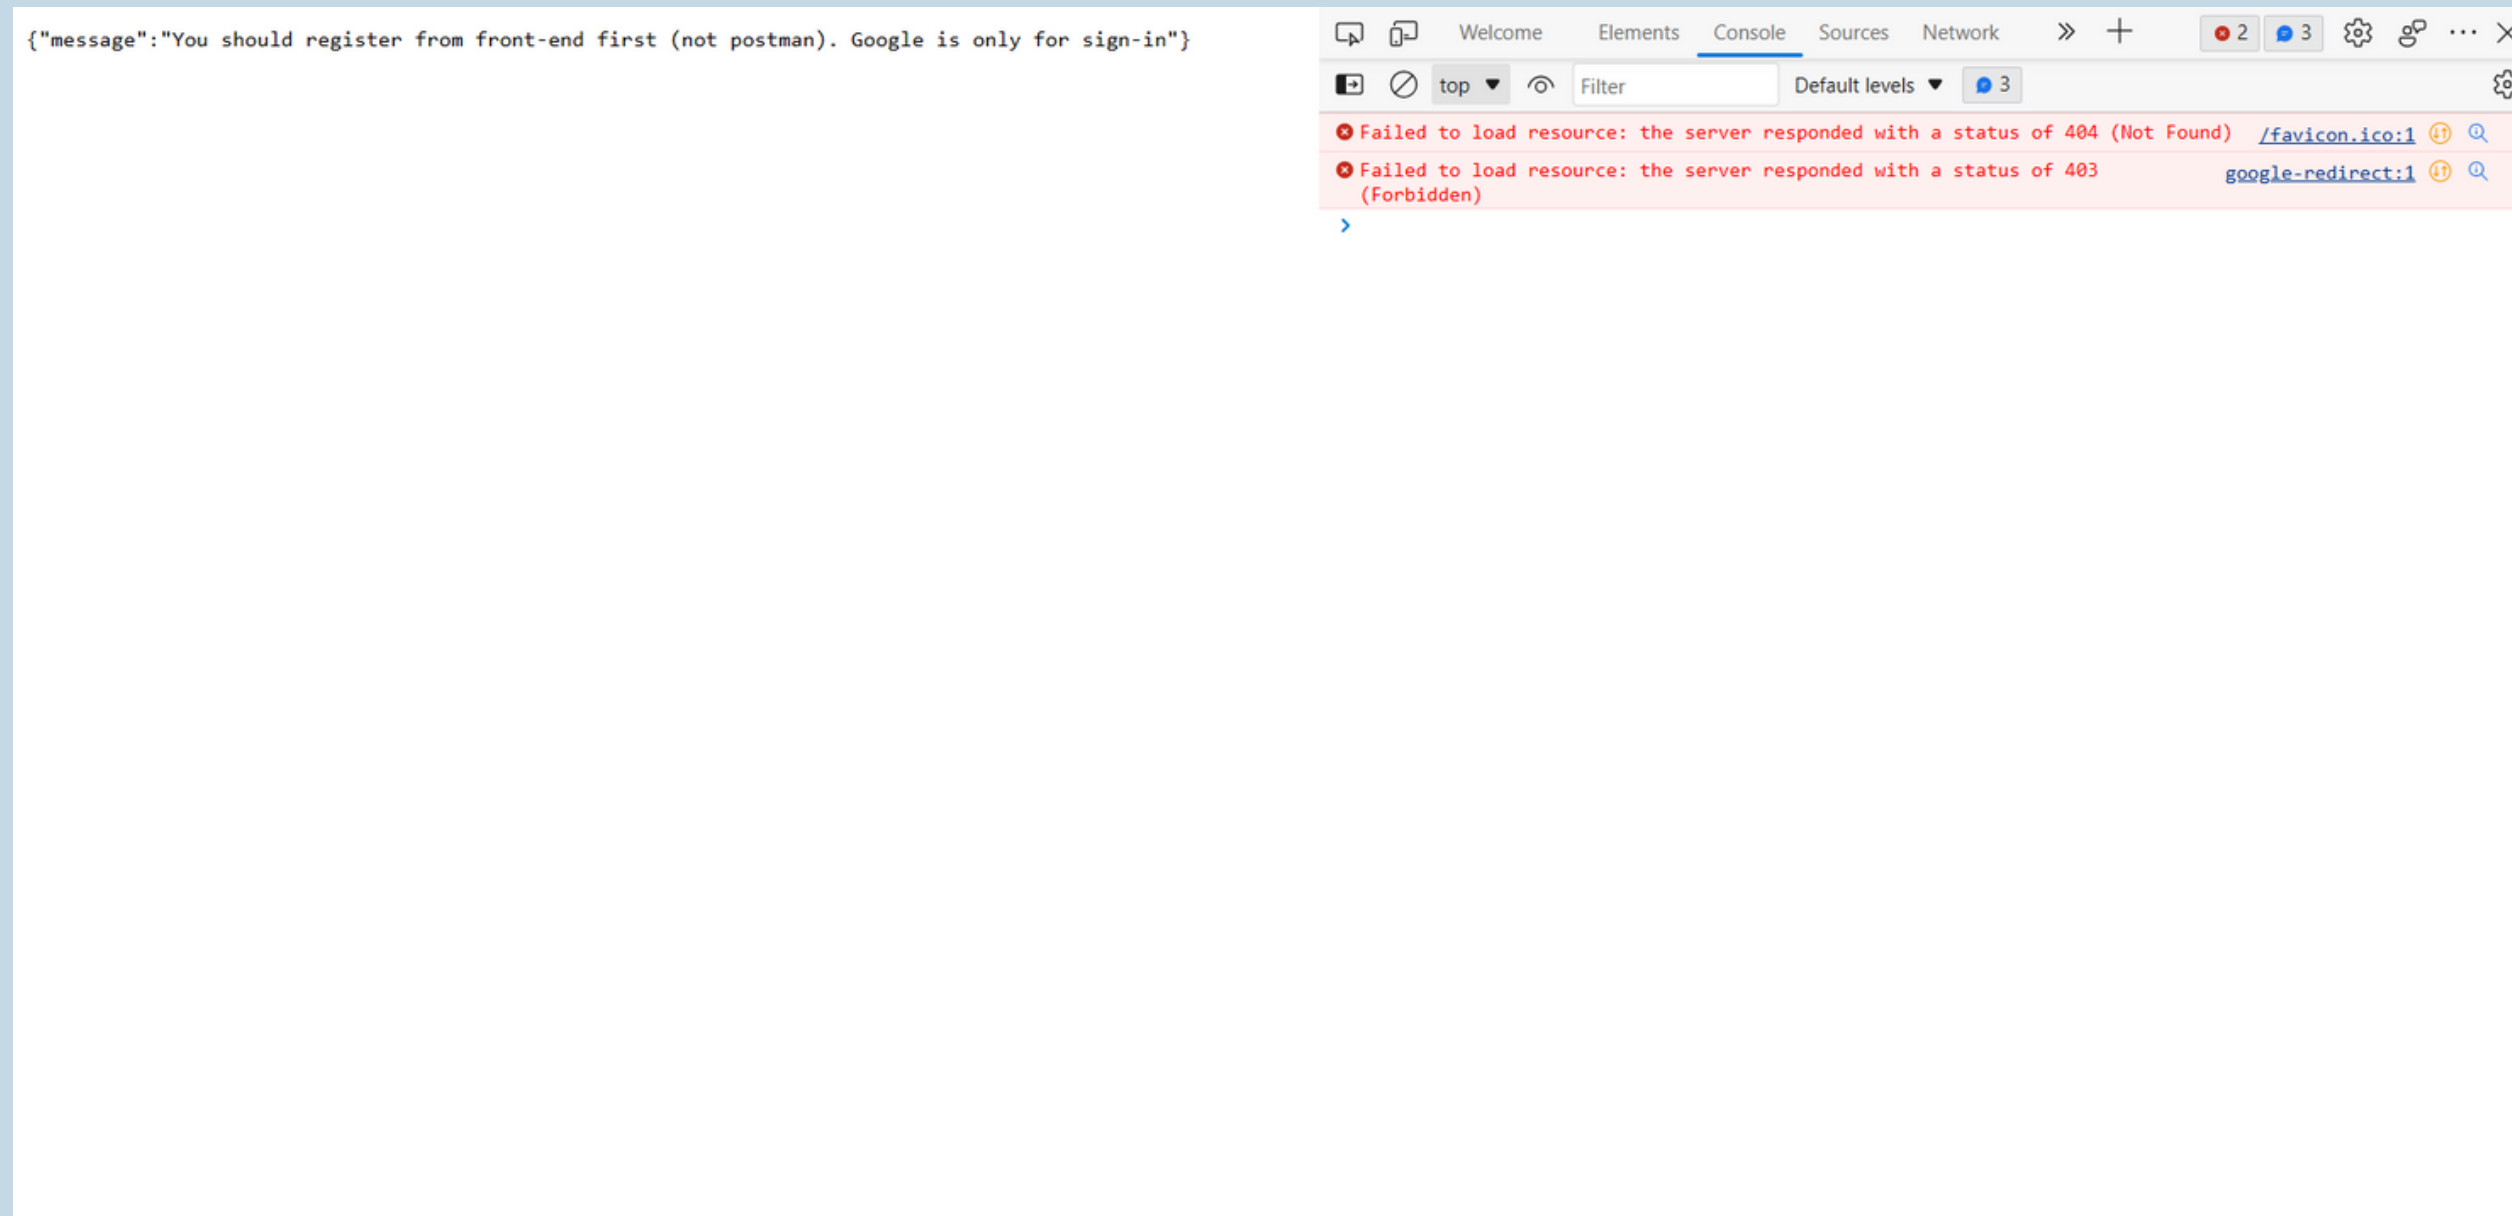 {"message":"You should register from front-end first (not postman). Google is only for sign-in"}
Welcome Elements Console Sources Network 2 3
top Filter Default levels 3
Failed to load resource: the server responded with a status of 404 (Not Found) /favicon.ico:1
Failed to load resource: the server responded with a status of 403 google-redirect:1
(Forbidden)